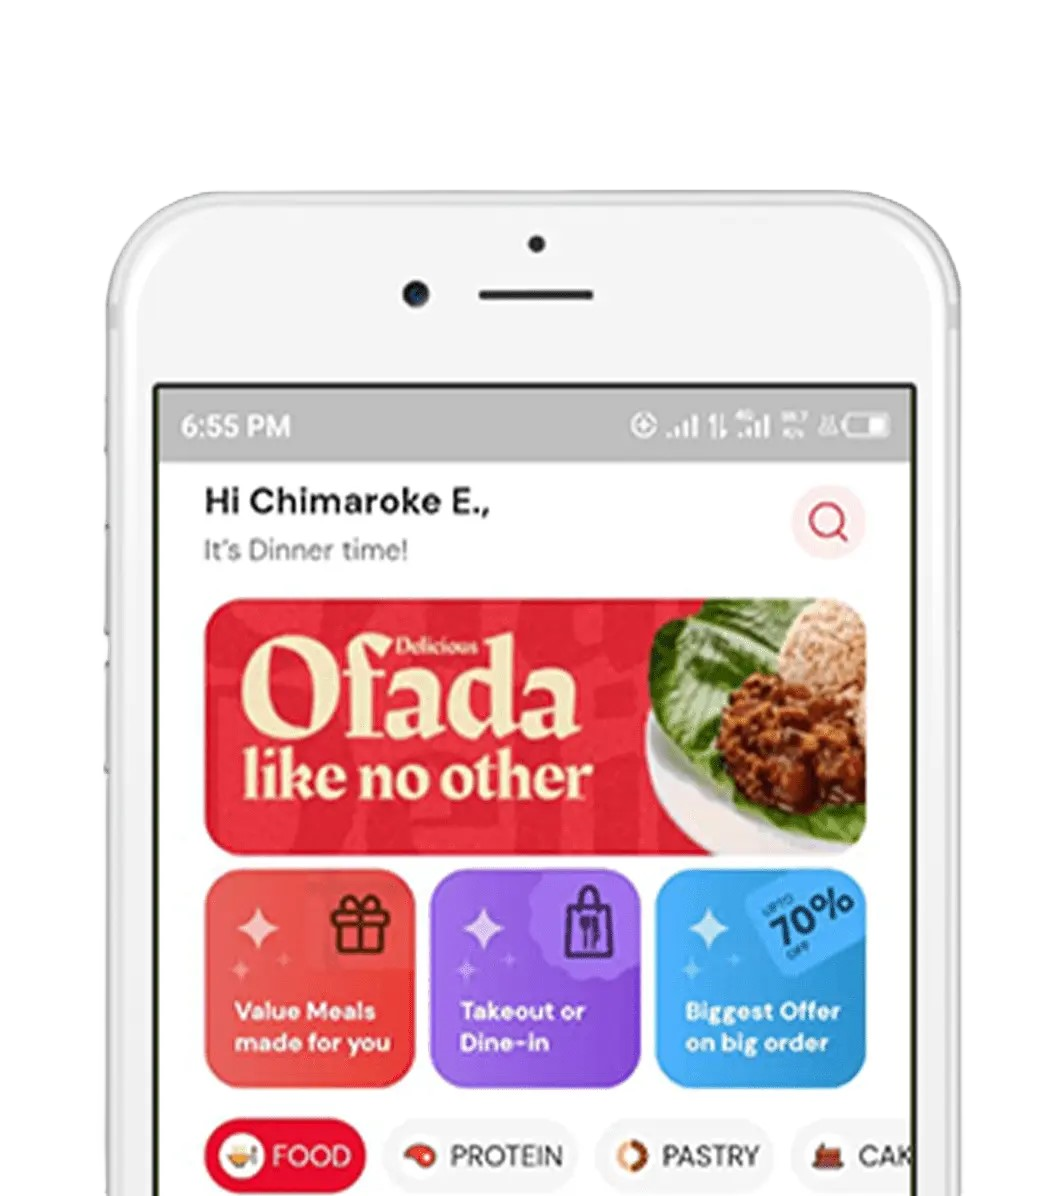 6:55 PM
4G
Hi Chimaroke E.,
It's Dinner time!
Delicious
Ofada
like no other
UPTO
70%
OFF
Value Meals
made for you
Takeout or
Dine-in
Biggest Offer
on big order
FOOD
PROTEIN
PASTRY
CAK